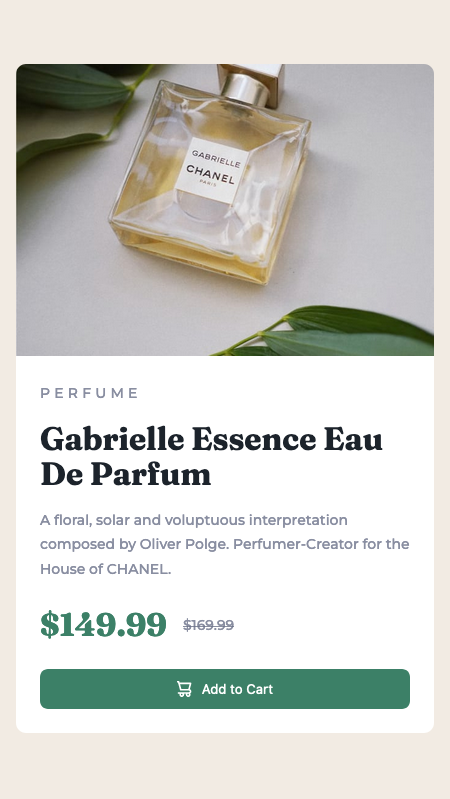 GABRIELLE
CHANEL
PARIS
PERFUME
Gabrielle Essence Eau
De Parfum
A floral, solar and voluptuous interpretation
composed by Oliver Polge. Perfumer-Creator for the
House of CHANEL.
$149.99 $169.99
Add to Cart